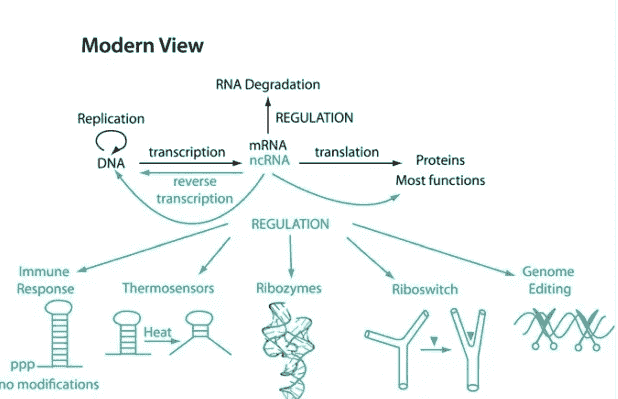 Modern View
RNA Degradation
REGULATION
Replication
mRNA
DNA
transcription
ncRNA
translation
Proteins
reverse
transcription
Most functions
REGULATION
Immune
Response
Thermosensors
Ribozymes
Riboswitch
Genome
Editing
Heat
ppp
no modifications